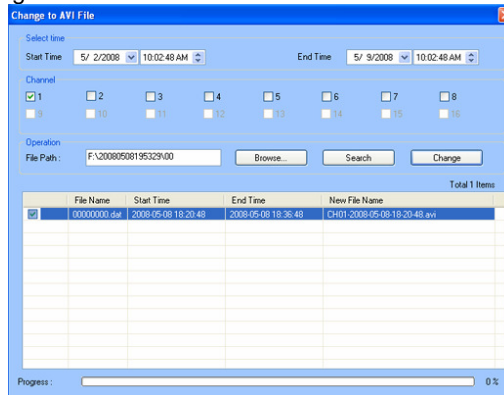 Change to AVI File
Select time
Start Time 5/ 2/2008 10:02:48 AM End Time 5/ 9/2008 10:02:48 AM
Channel
1 2 3 4 5 6 7 8
9 10 11 12 13 14 15 16
Operation
File Path : F:\20080508195329\00 Browse... Search Change
Total 1 Items
File Name Start Time End Time New File Name
00000000.dat 2008-05-08 18:20:48 2008-05-08 18:36:48 CH01-2008-05-08-18-20-48.avi
Progress : 0 %